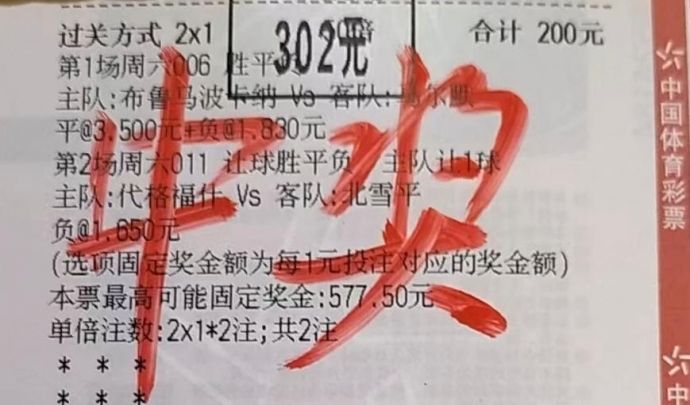 过关方式 2x1 倍 合计 200元
302元
第1场周六006 胜平
主队:布鲁马波卡纳 Vs 客队:马尔默
平@3.500元+负@1.830元
第2场周六011 让球胜平负 主队让1球
主队:代格福什 Vs 客队:北雪平
负@1.650元
(选项固定奖金额为每1元投注对应的奖金额)
本票最高可能固定奖金:577.50元
单倍注数:2x1*2注;共2注
* * *
* * *
中奖
中国体育彩票
中